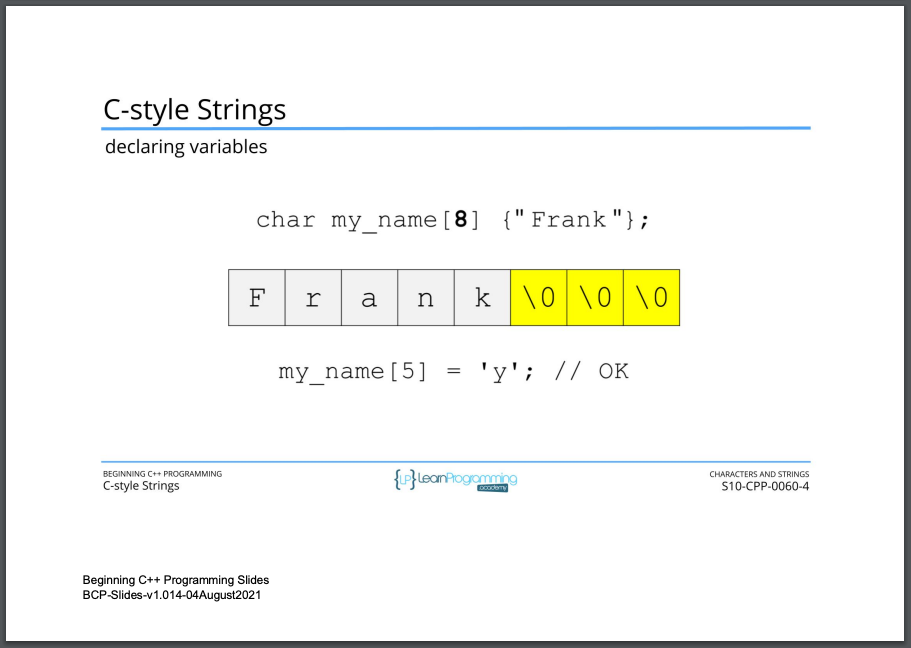 C-style Strings
declaring variables
char my_name[8] {"Frank"};
F r a n k \0 \0 \0
my_name[5] = 'y'; // OK
BEGINNING C++ PROGRAMMING
C-style Strings
{LP} LearnProgramming
academy
CHARACTERS AND STRINGS
S10-CPP-0060-4
Beginning C++ Programming Slides
BCP-Slides-v1.014-04August2021